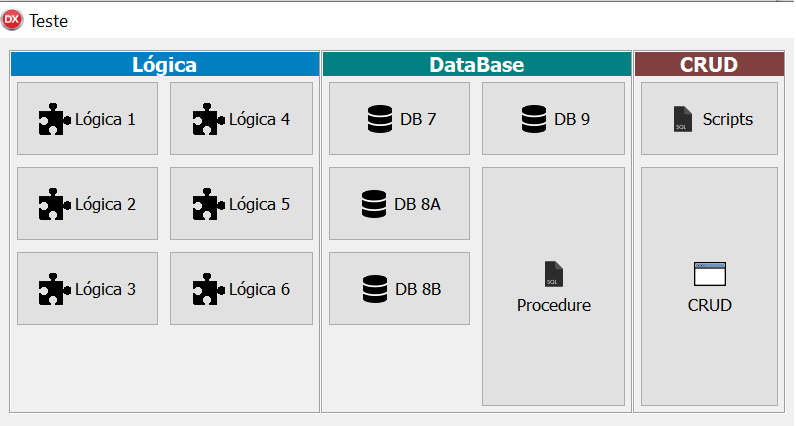 DX Teste
Lógica
DataBase
CRUD
Lógica 1
Lógica 4
DB 7
DB 9
SQL Scripts
Lógica 2
Lógica 5
DB 8A
Lógica 3
Lógica 6
DB 8B
SQL
Procedure
CRUD